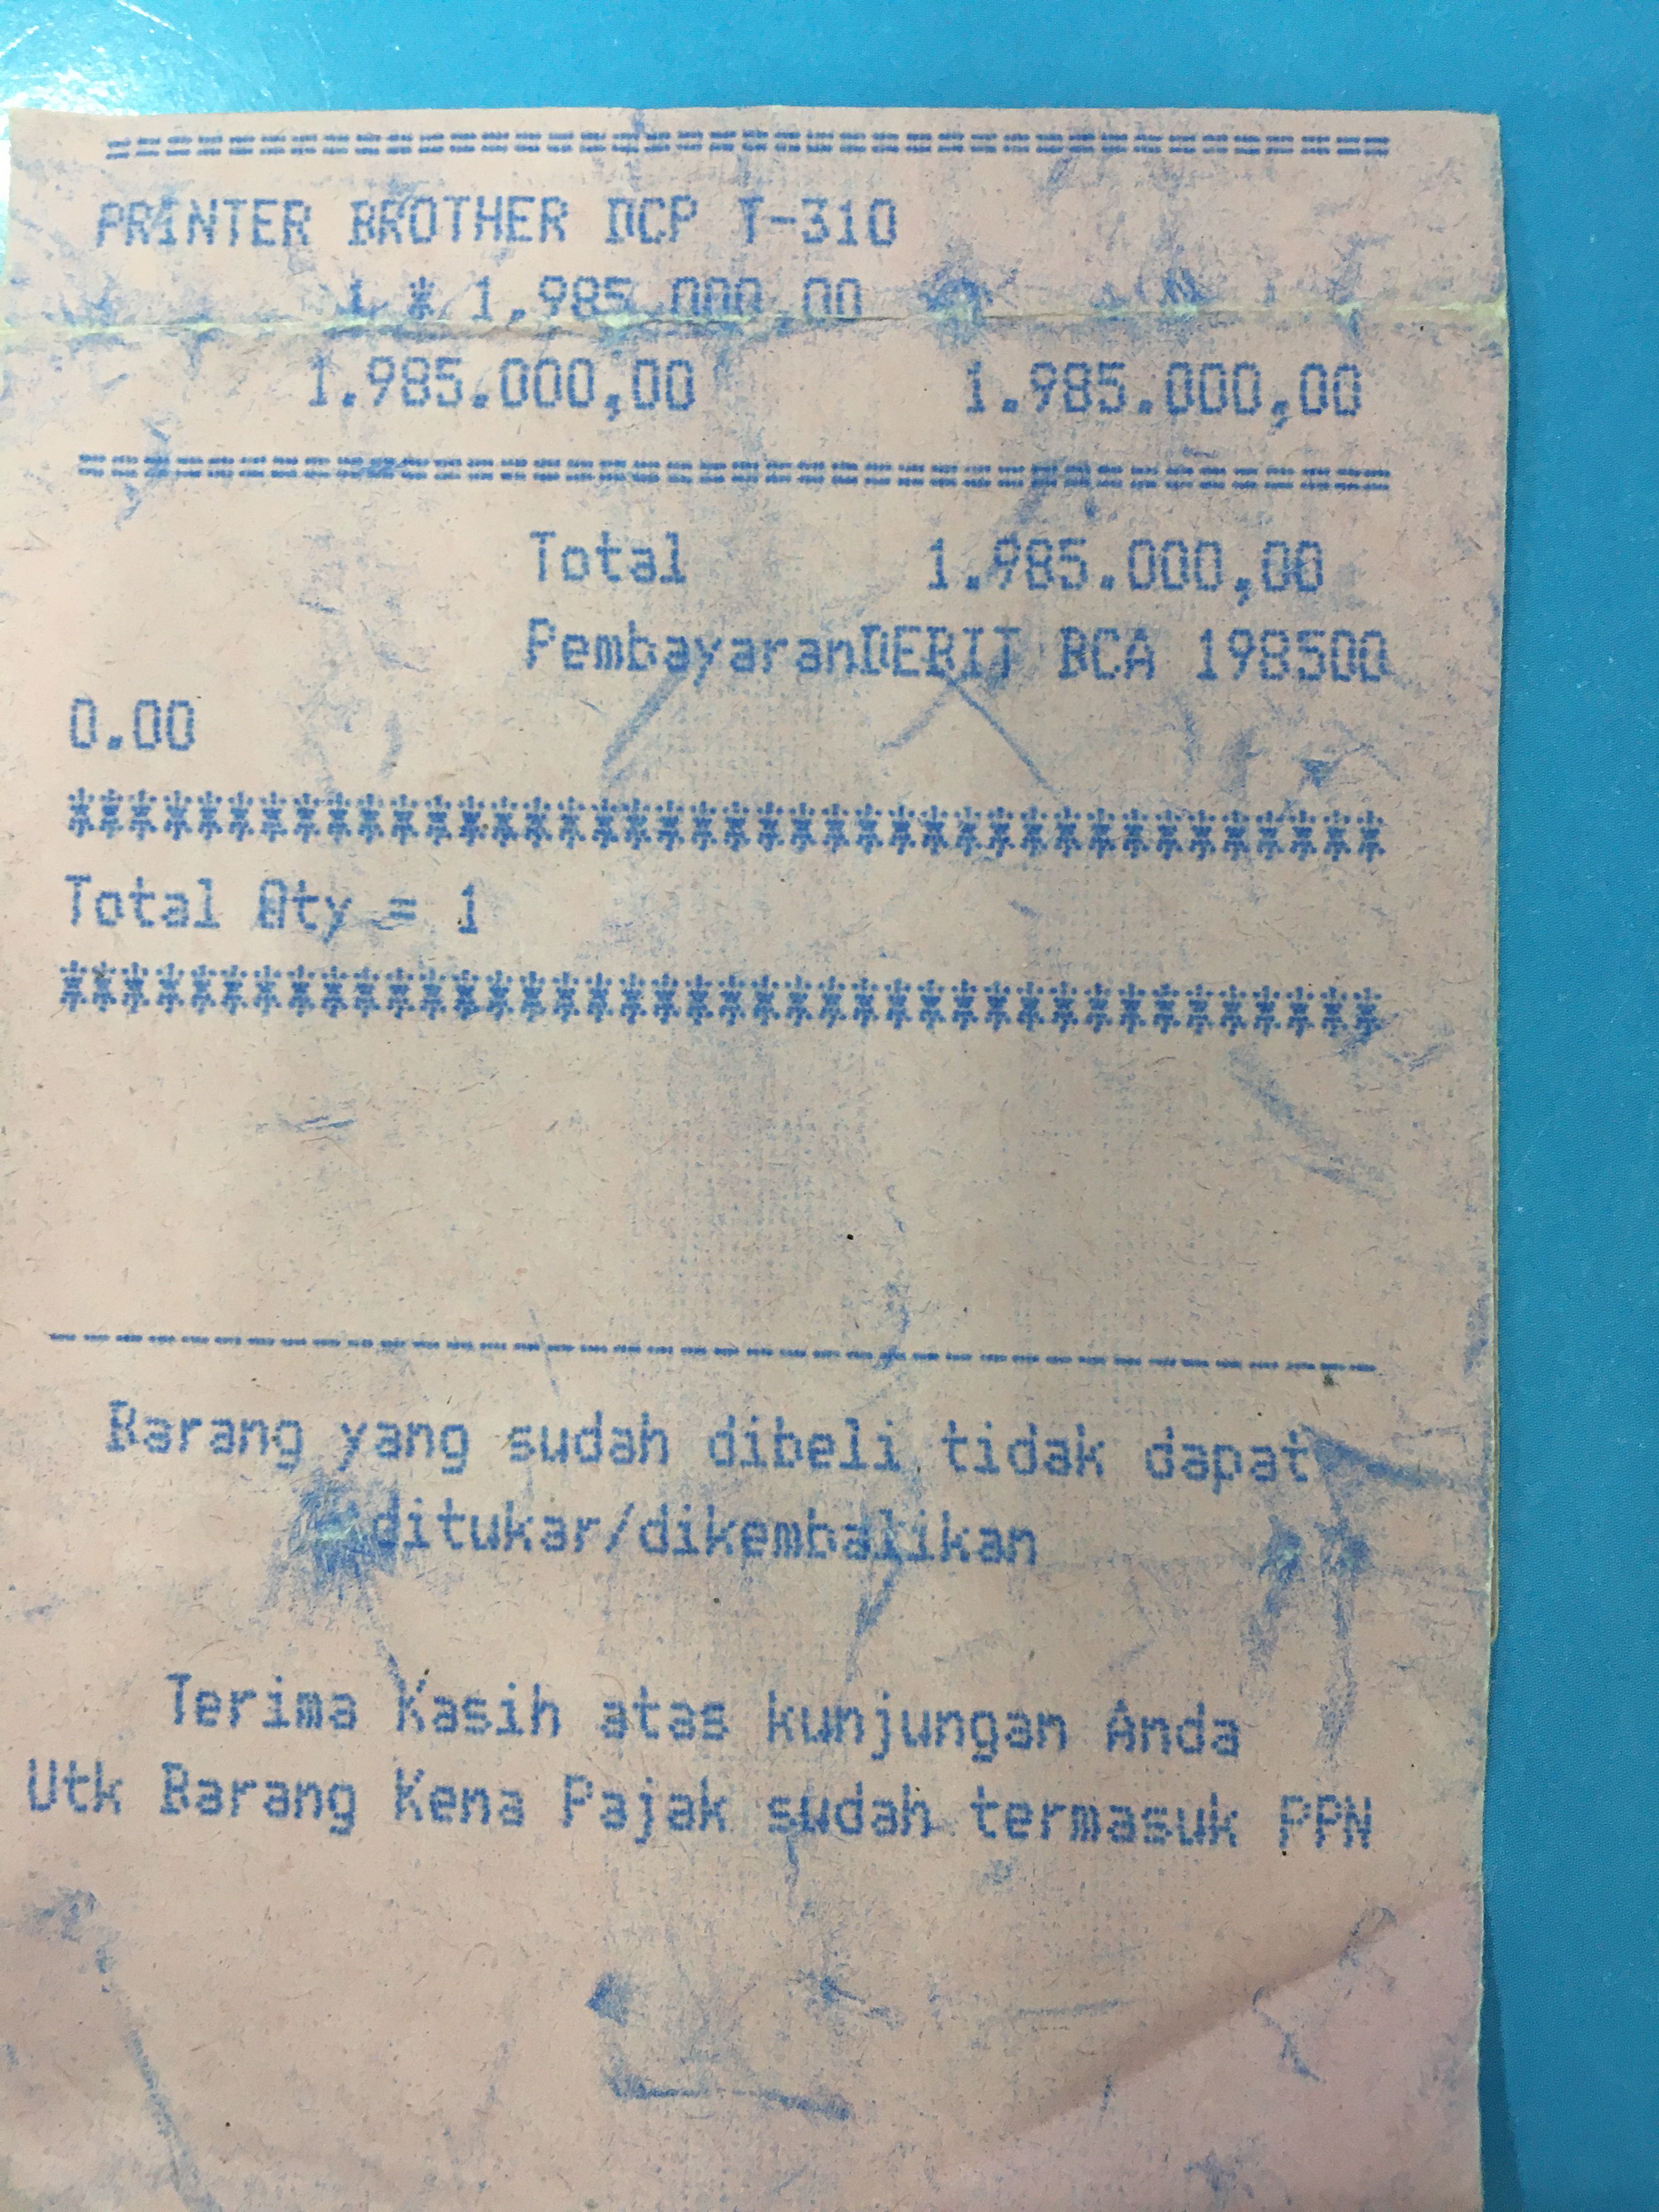 ========================================
PRINTER BROTHER DCP T-310
1 * 1.985.000,00
1.985.000,00 1.985.000,00
========================================
Total 1.985.000,00
PembayaranDEBIT BCA 198500
0.00
****************************************
Total Qty = 1
****************************************
----------------------------------------
Barang yang sudah dibeli tidak dapat
ditukar/dikembalikan
Terima Kasih atas kunjungan Anda
Utk Barang Kena Pajak sudah termasuk PPN